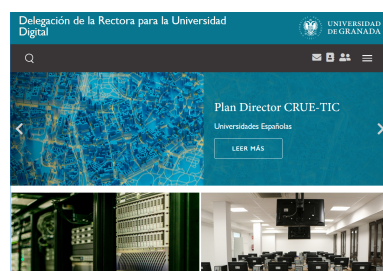 Delegación de la Rectora para la Universidad
Digital
UNIVERSIDAD
DE GRANADA
Plan Director CRUE-TIC
Universidades Españolas
LEER MÁS